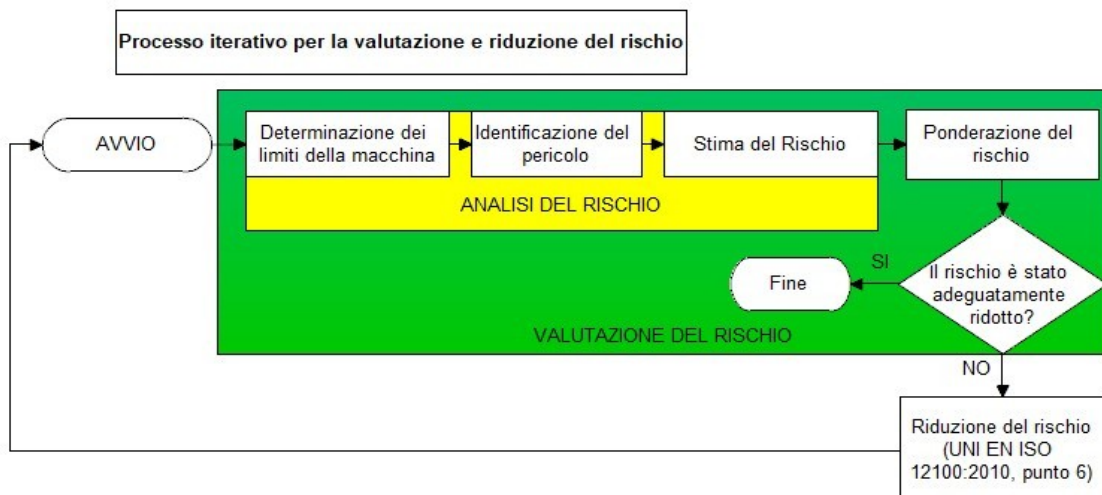 Processo iterativo per la valutazione e riduzione del rischio
AVVIO
Determinazione dei
limiti della macchina
Identificazione del
pericolo
Stima del Rischio
Ponderazione del
rischio
ANALISI DEL RISCHIO
Il rischio è stato
adeguatamente
ridotto?
SI
Fine
VALUTAZIONE DEL RISCHIO
NO
Riduzione del rischio
(UNI EN ISO
12100:2010, punto 6)